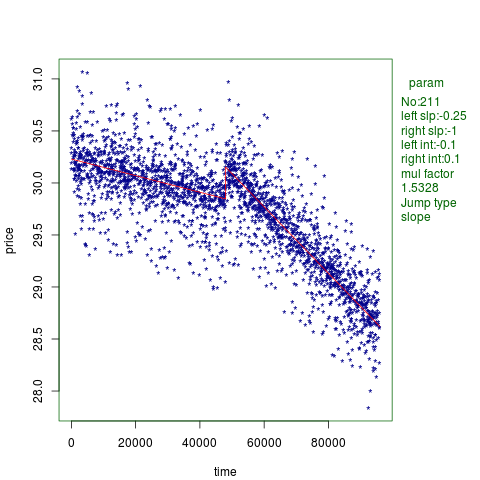 param
No:211
left slp:-0.25
right slp:-1
left int:-0.1
right int:0.1
mul factor
1.5328
Jump type
slope
31.0
30.5
30.0
29.5
29.0
28.5
28.0
price
0 20000 40000 60000 80000
time